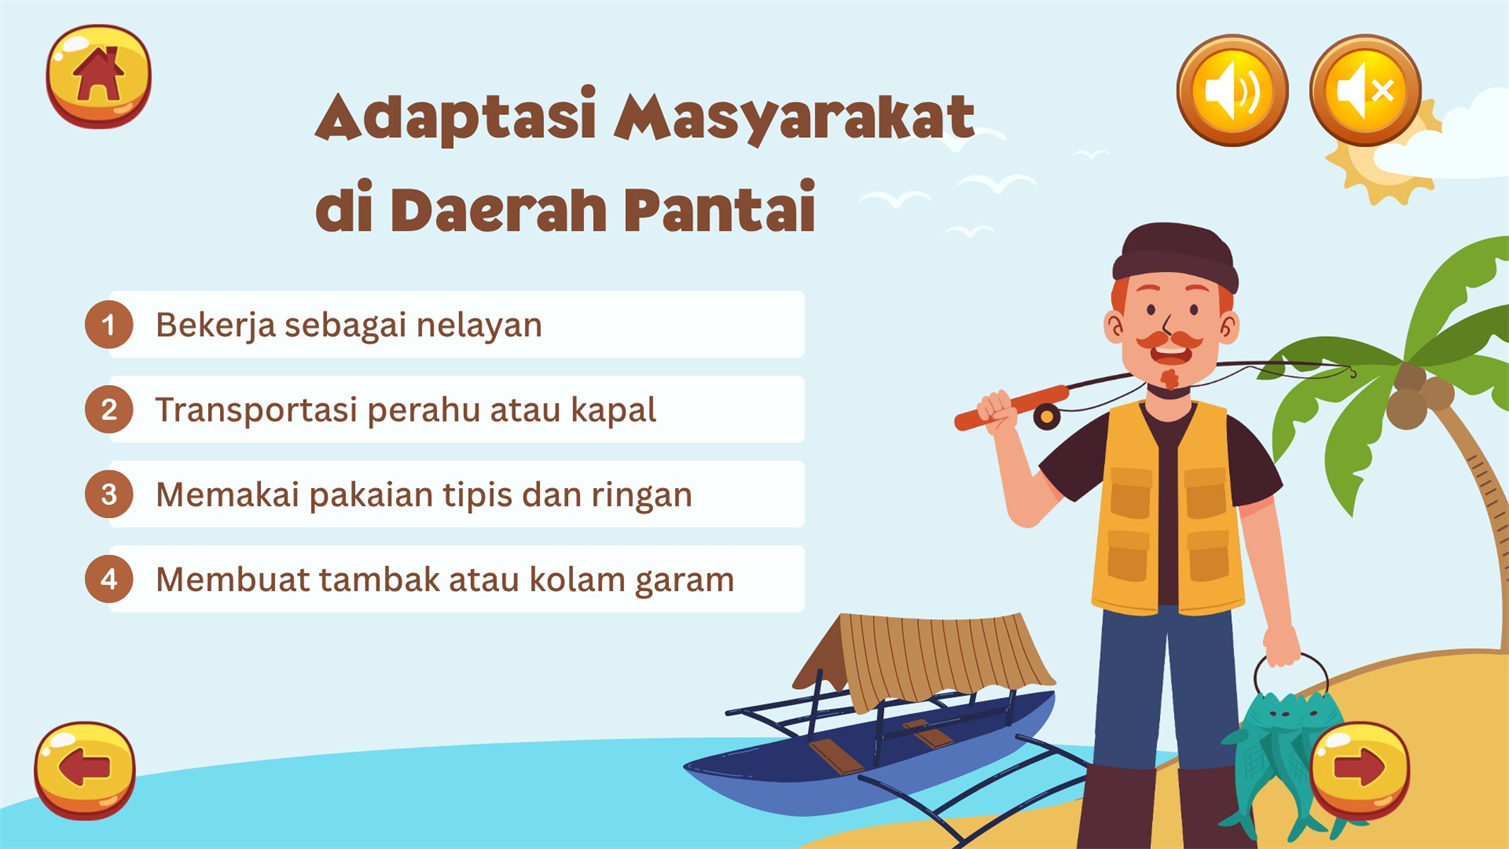 Adaptasi Masyarakat
di Daerah Pantai
1 Bekerja sebagai nelayan
2 Transportasi perahu atau kapal
3 Memakai pakaian tipis dan ringan
4 Membuat tambak atau kolam garam